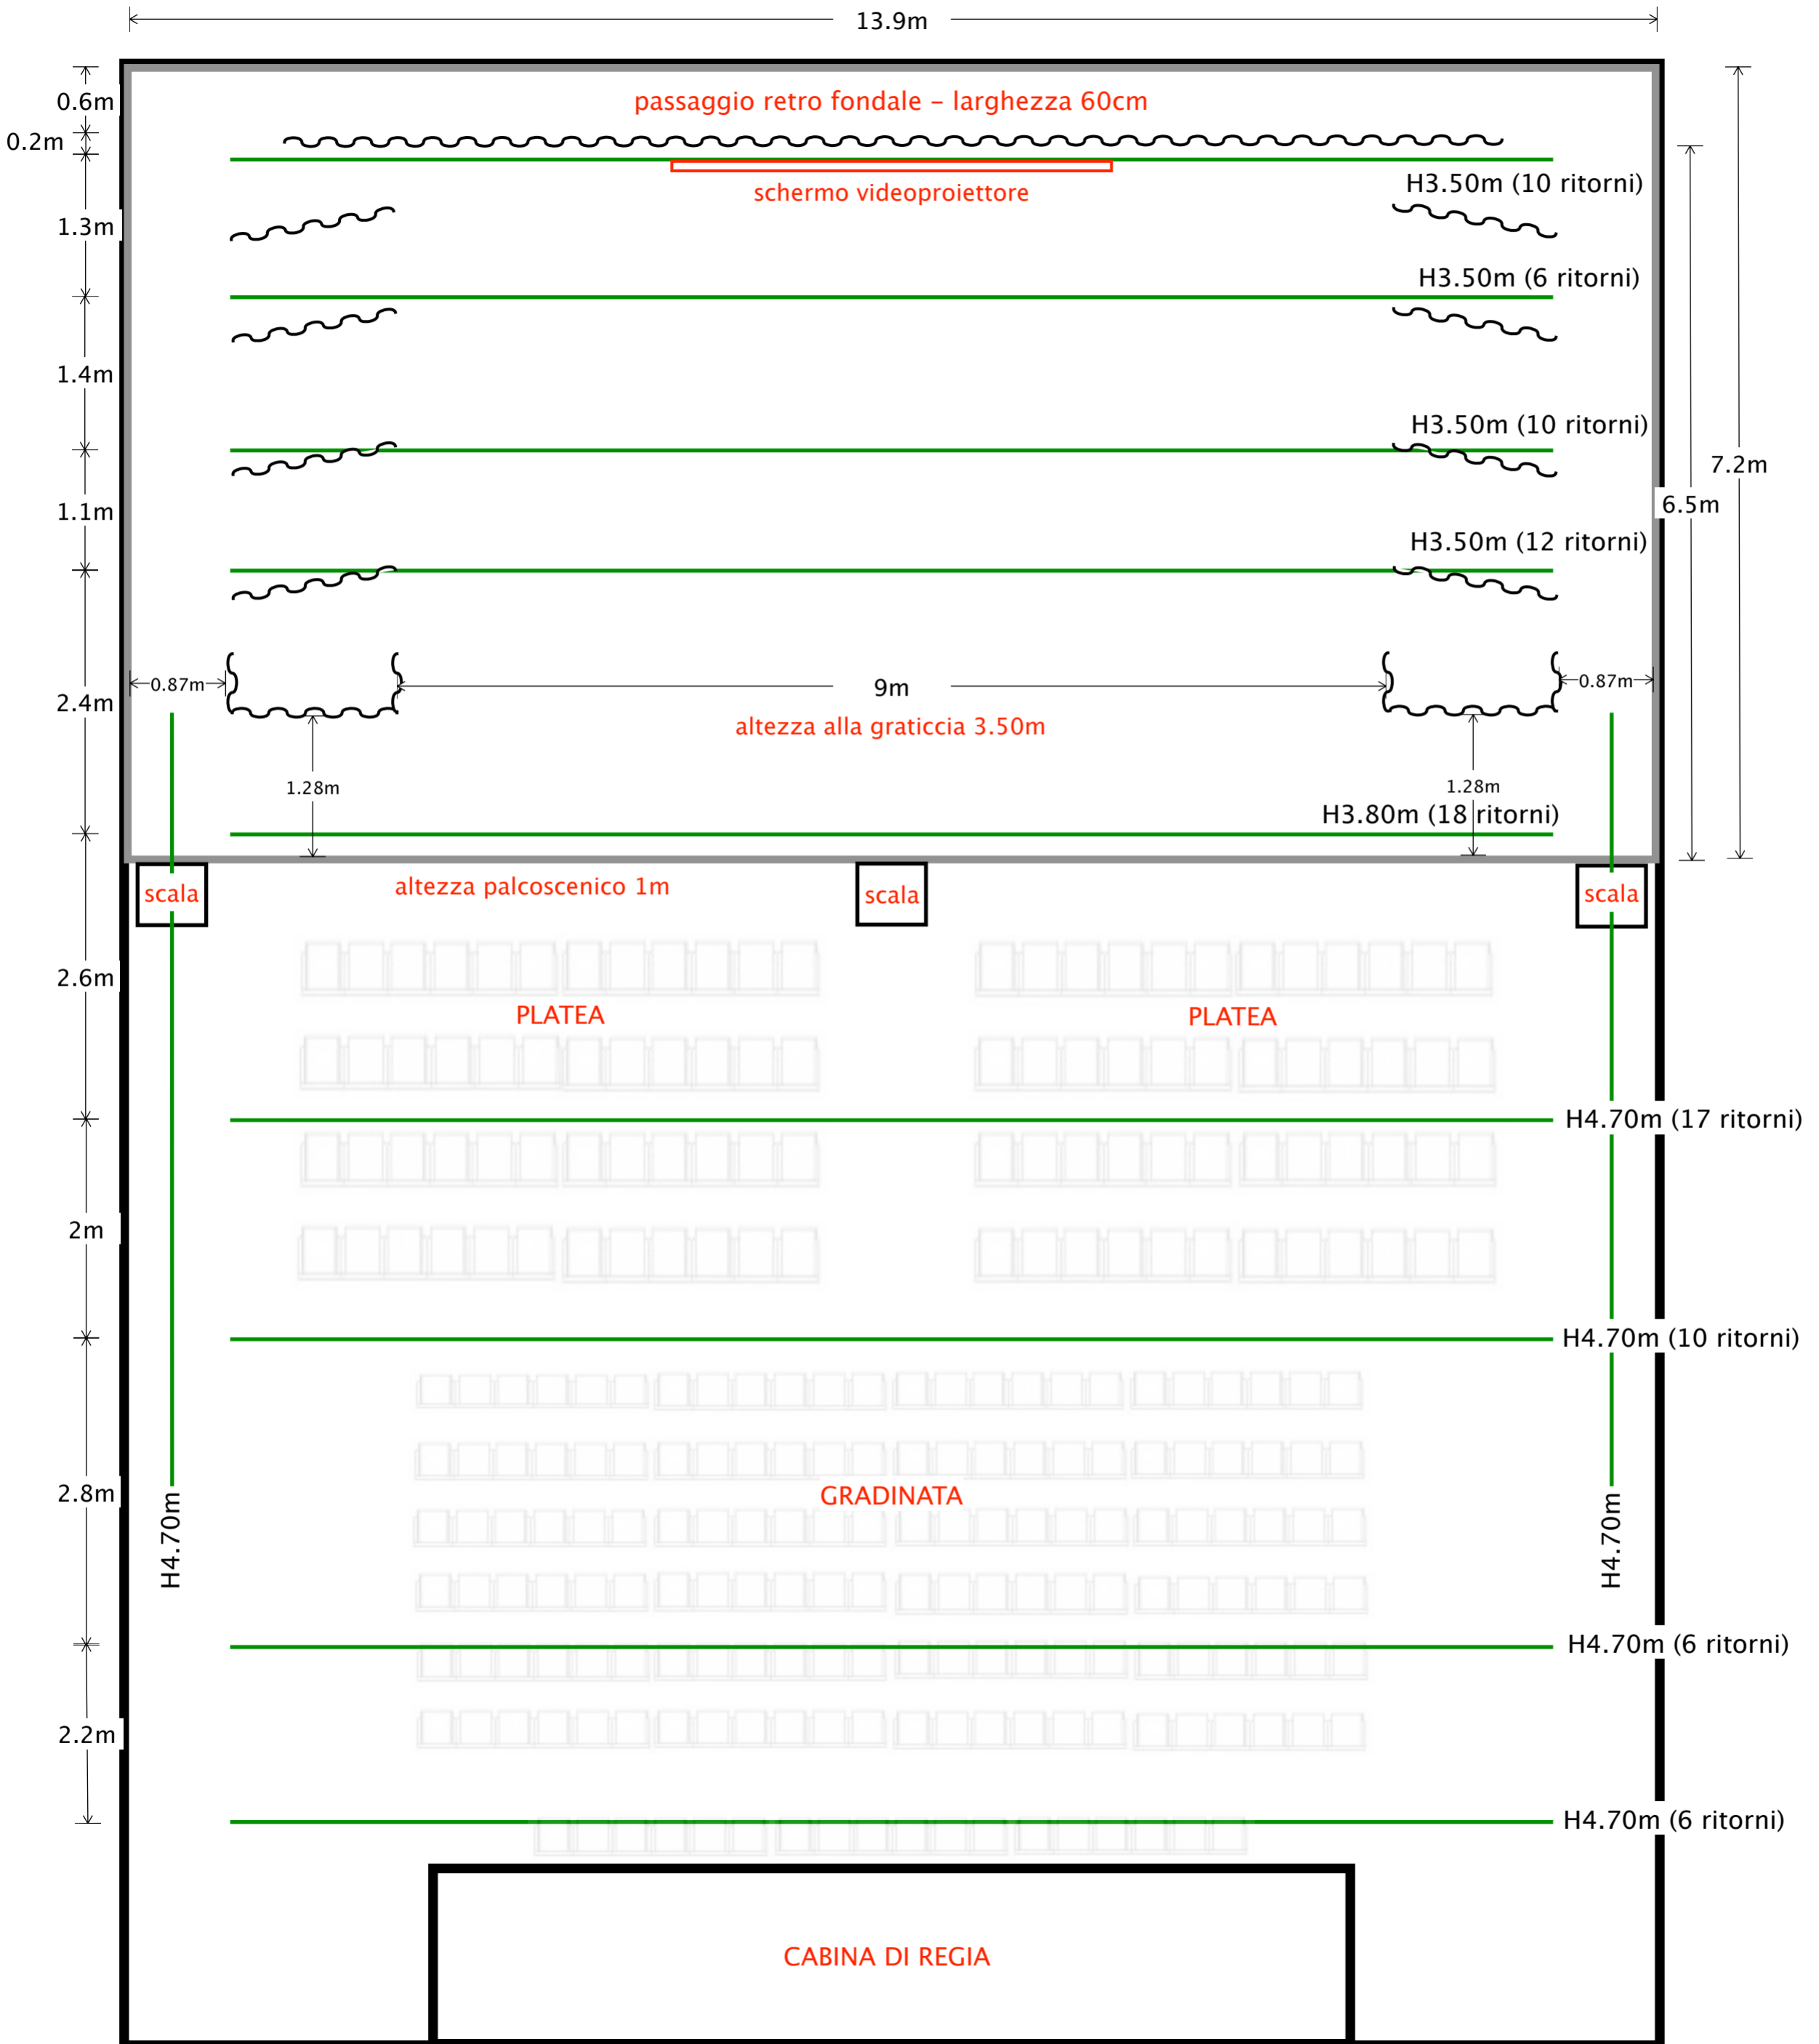 13.9m
0.6m
passaggio retro fondale – larghezza 60cm
0.2m
H3.50m (10 ritorni)
schermo videoproiettore
1.3m
H3.50m (6 ritorni)
1.4m
H3.50m (10 ritorni)
7.2m
6.5m
1.1m
H3.50m (12 ritorni)
0.87m
9m
0.87m
2.4m
altezza alla graticcia 3.50m
1.28m
1.28m
H3.80m (18 ritorni)
scala
altezza palcoscenico 1m
scala
scala
2.6m
PLATEA
PLATEA
H4.70m (17 ritorni)
2m
H4.70m (10 ritorni)
2.8m
GRADINATA
H4.70m
H4.70m
H4.70m (6 ritorni)
2.2m
H4.70m (6 ritorni)
CABINA DI REGIA